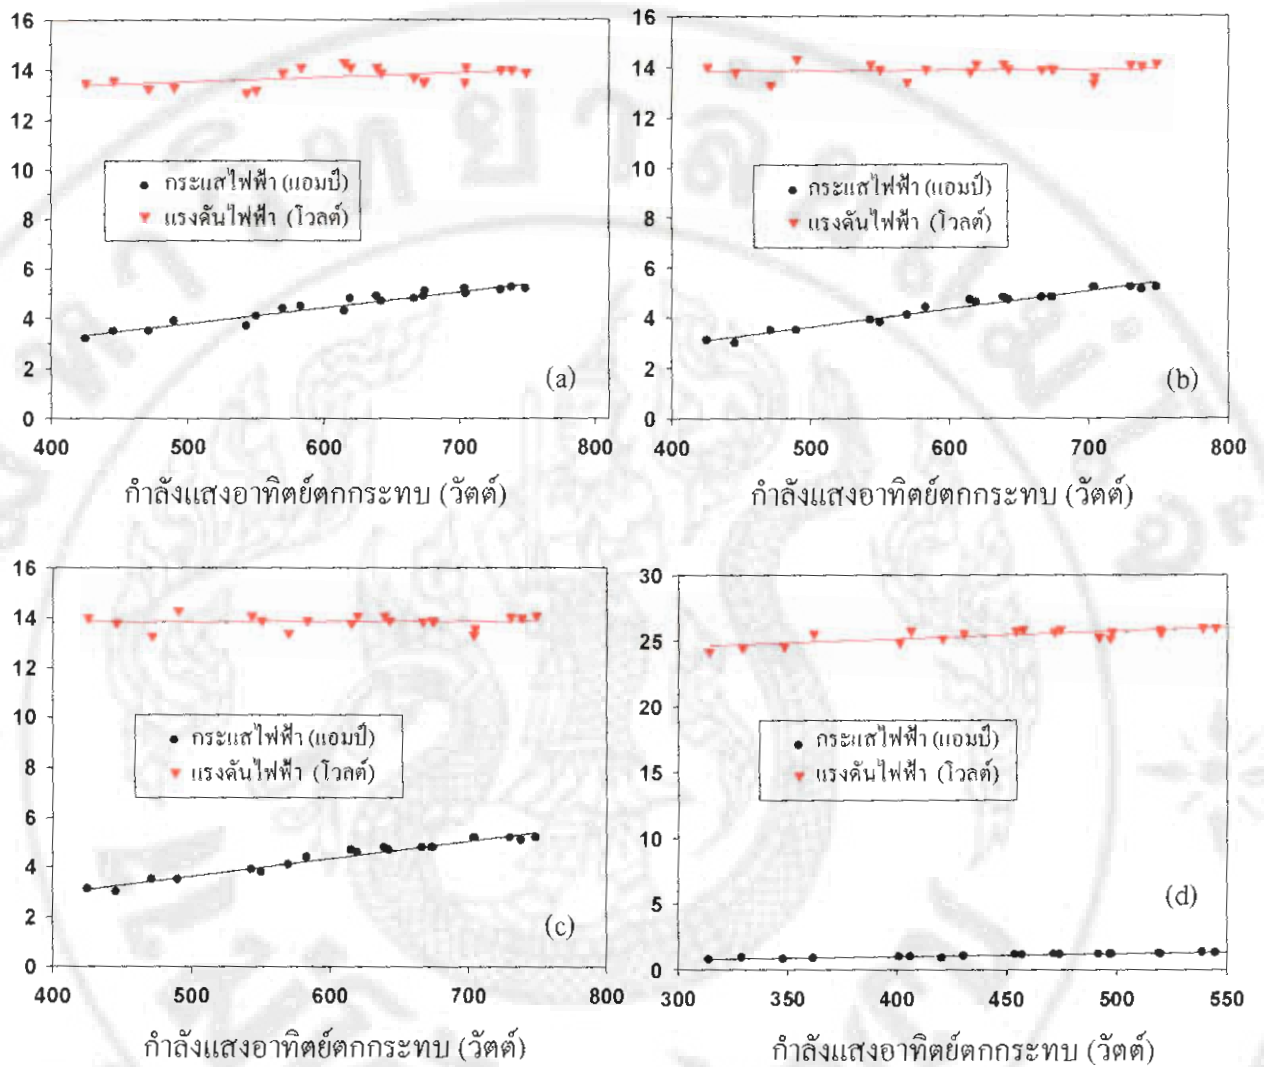 16
14
12
10
8
6
4
2
0
กระแสไฟฟ้า (แอมป์)
แรงดันไฟฟ้า (โวลต์)
(a)
400 500 600 700 800
กำลังแสงอาทิตย์ตกกระทบ (วัตต์)
16
14
12
10
8
6
4
2
0
กระแสไฟฟ้า (แอมป์)
แรงดันไฟฟ้า (โวลต์)
(b)
400 500 600 700 800
กำลังแสงอาทิตย์ตกกระทบ (วัตต์)
16
14
12
10
8
6
4
2
0
กระแสไฟฟ้า (แอมป์)
แรงดันไฟฟ้า (โวลต์)
(c)
400 500 600 700 800
กำลังแสงอาทิตย์ตกกระทบ (วัตต์)
30
25
20
15
10
5
0
กระแสไฟฟ้า (แอมป์)
แรงดันไฟฟ้า (โวลต์)
(d)
300 350 400 450 500 550
กำลังแสงอาทิตย์ตกกระทบ (วัตต์)